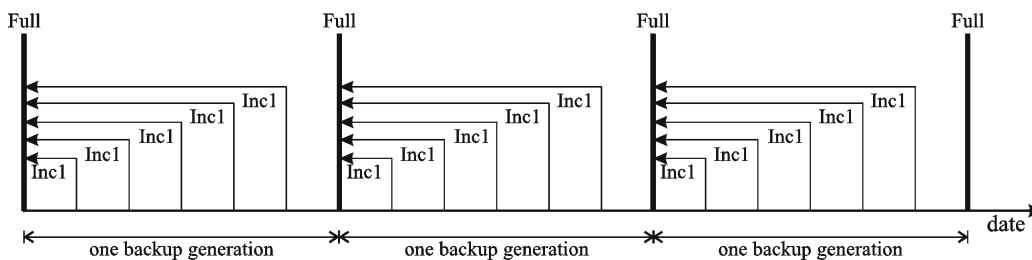 Full Full Full Full
Inc1 Inc1 Inc1
Inc1 Inc1 Inc1
Inc1 Inc1 Inc1
Inc1 Inc1 Inc1
Inc1 Inc1 Inc1
date
one backup generation one backup generation one backup generation